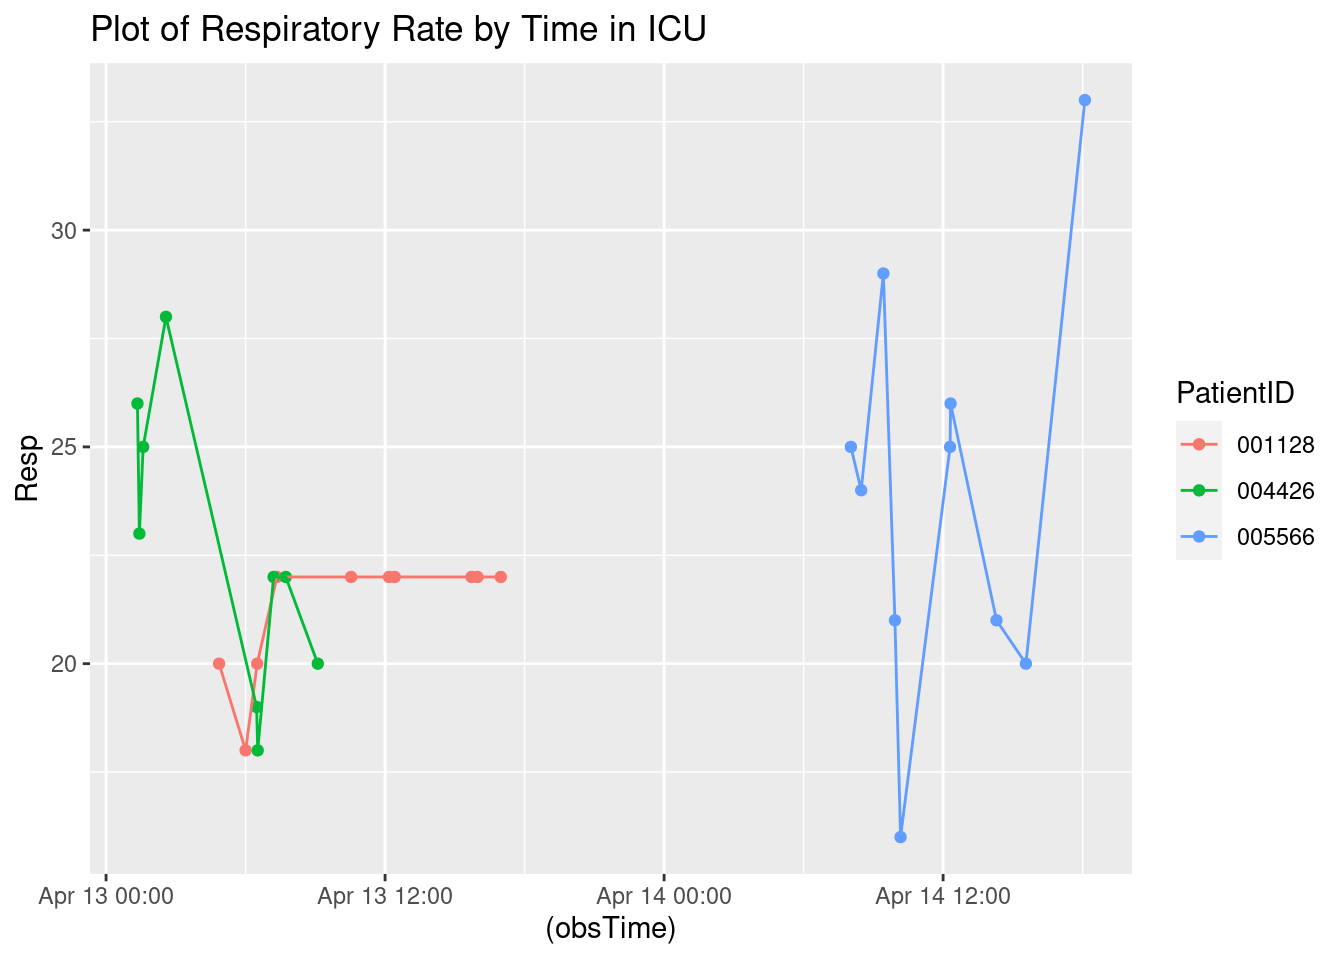 Plot of Respiratory Rate by Time in ICU
Resp
30
25
20
Apr 13 00:00
Apr 13 12:00
Apr 14 00:00
Apr 14 12:00
(obsTime)
PatientID
001128
004426
005566